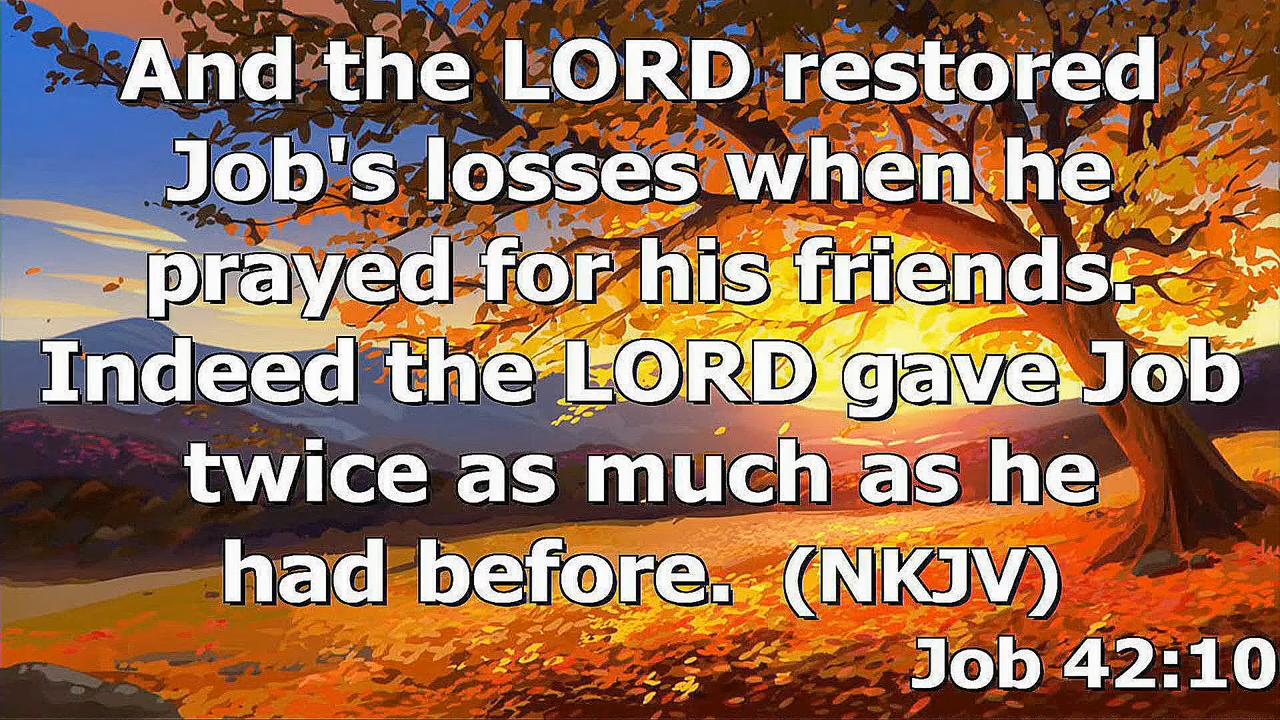 And the LORD restored
Job's losses when he
prayed for his friends.
Indeed the LORD gave Job
twice as much as he
had before.  (NKJV)
Job 42:10